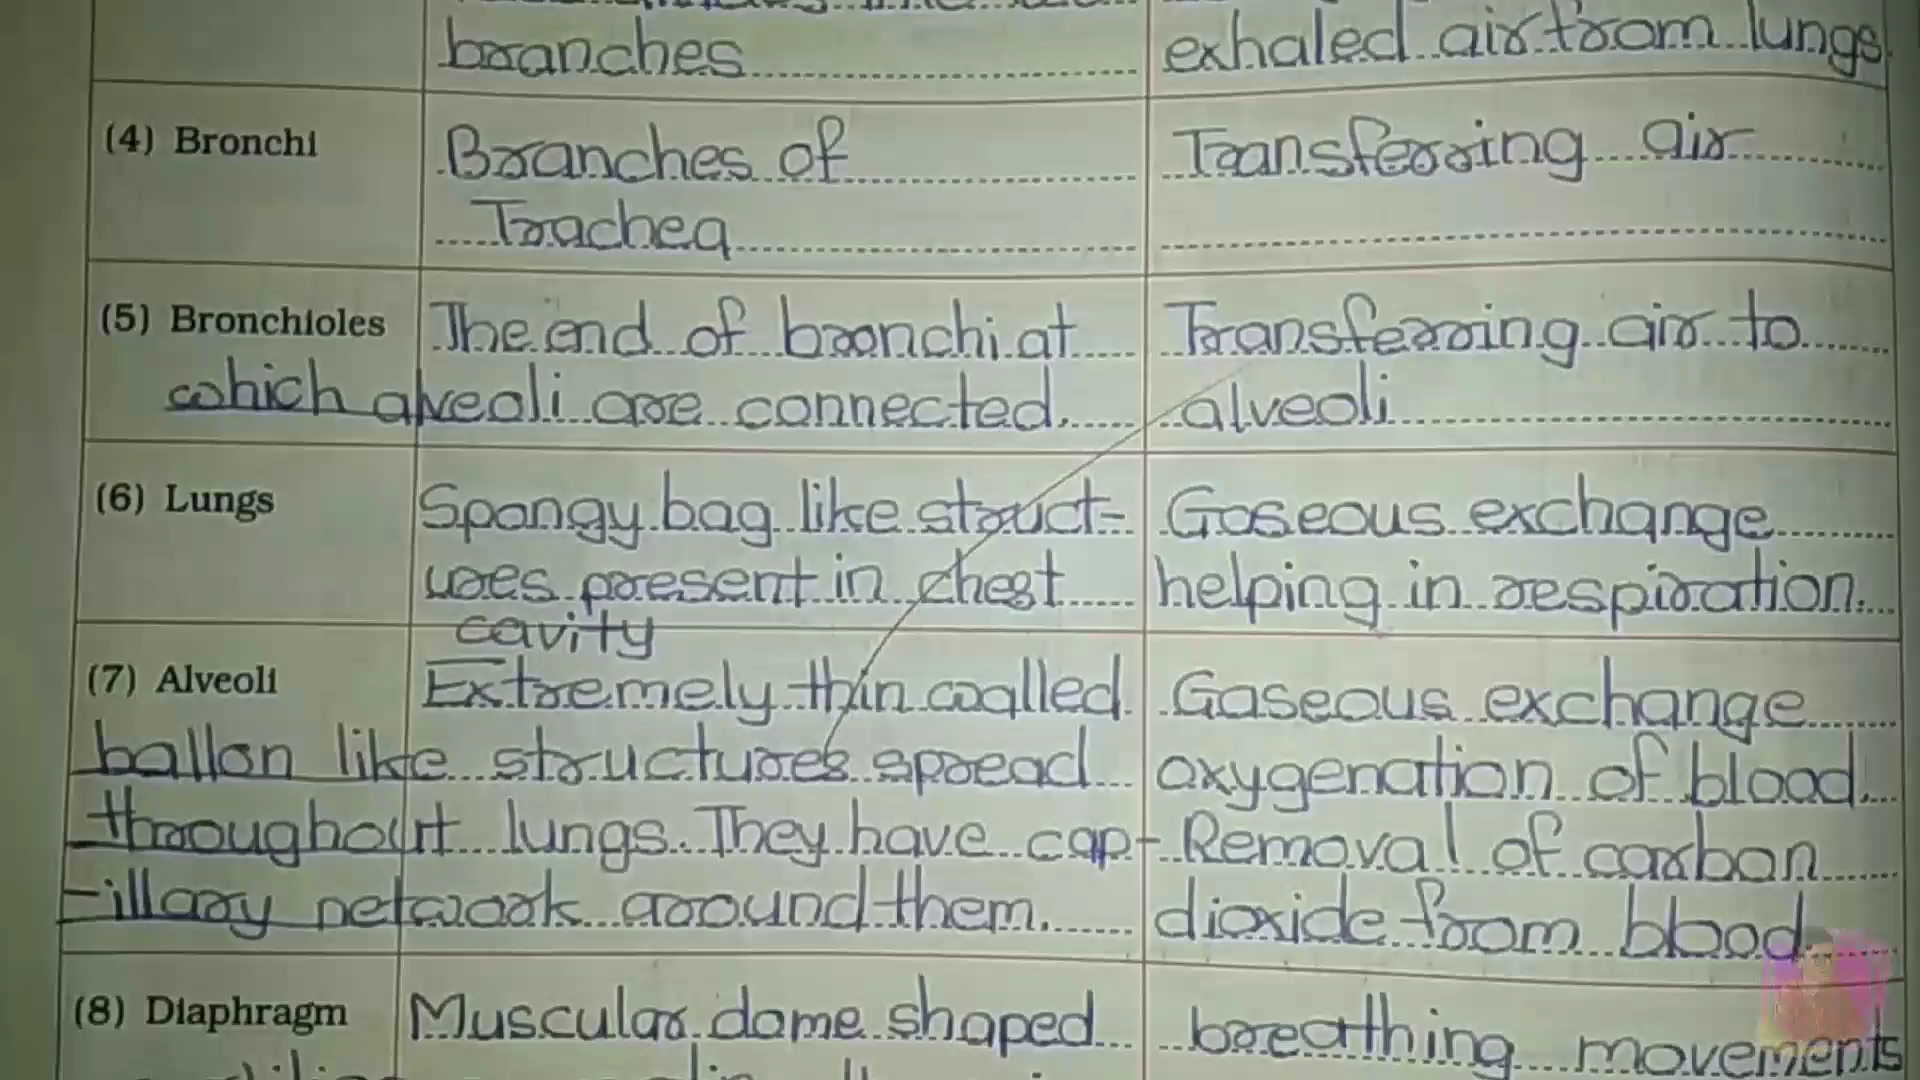 branches
exhaled air from lungs
(4) Bronchi
Branches of
Trachea
Transferring air
(5) Bronchioles
The end of bronchi at
which alveoli are connected.
Transferring air to
alveoli
(6) Lungs
Spongy bag like struct-
ures present in chest
cavity
Gaseous exchange
helping in respiration.
(7) Alveoli
Extremely thin walled
ballon like structures spread
throughout lungs. They have cap-
-illary network around them.
Gaseous exchange
oxygenation of blood.
Removal of carbon
dioxide from blood
(8) Diaphragm
Muscular dome shaped
breathing movements